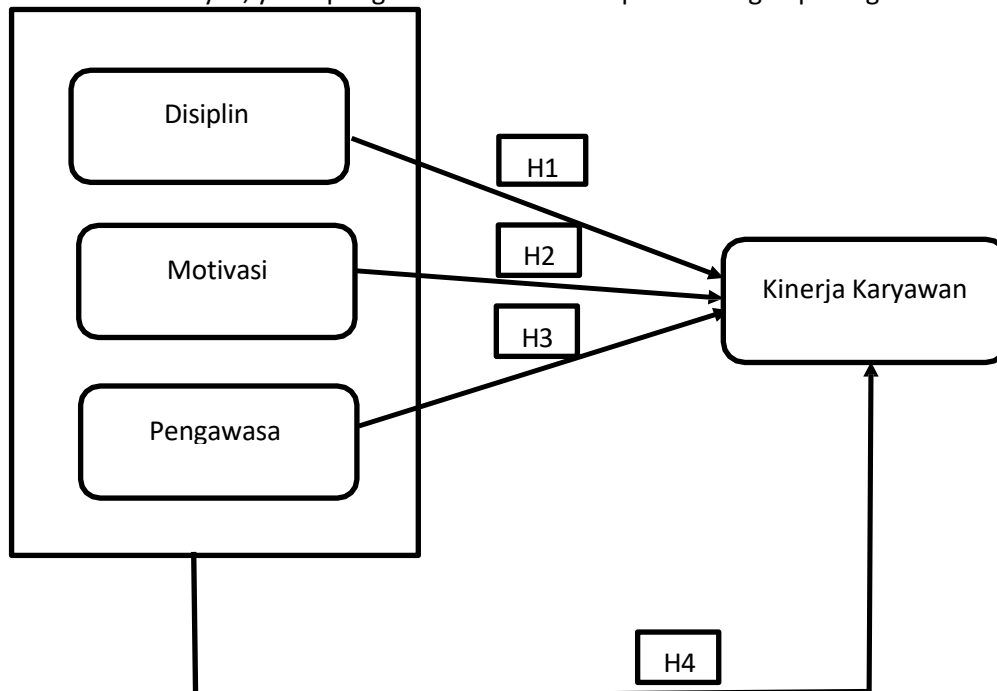 Disiplin
H1
Motivasi
H2
Kinerja Karyawan
H3
Pengawasa
H4